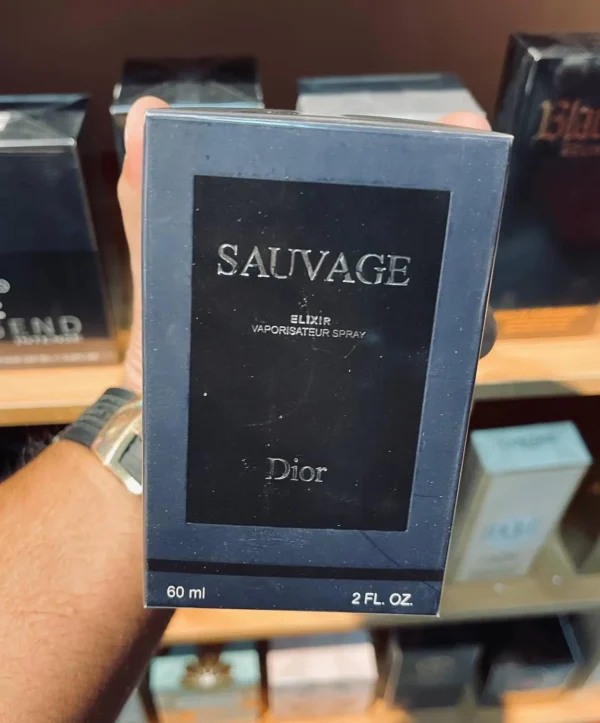 SAUVAGE
ELIXIR
VAPORISATEUR SPRAY
Dior
60 ml
2 FL. OZ.